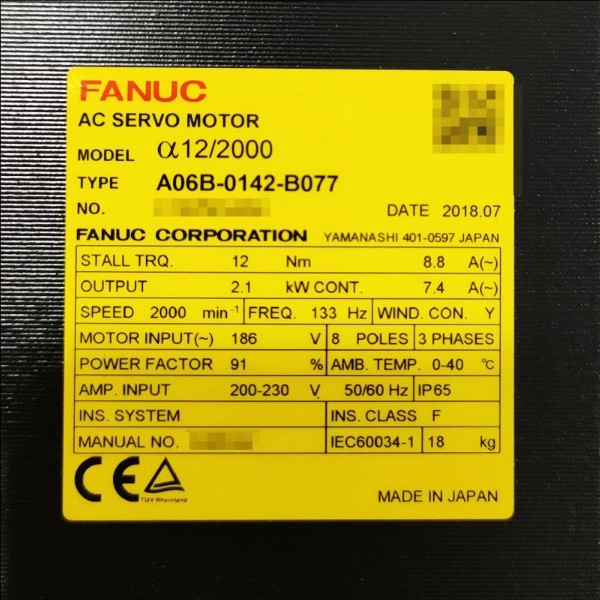 FANUC
AC SERVO MOTOR
MODEL α12/2000
TYPE A06B-0142-B077
NO.
DATE 2018.07
FANUC CORPORATION YAMANASHI 401-0597 JAPAN
STALL TRQ. 12 Nm 8.8 A(~)
OUTPUT 2.1 kW CONT. 7.4 A(~)
SPEED 2000 min⁻¹ FREQ. 133 Hz WIND. CON. Y
MOTOR INPUT(~) 186 V 8 POLES 3 PHASES
POWER FACTOR 91 % AMB. TEMP. 0-40 °C
AMP. INPUT 200-230 V 50/60 Hz IP65
INS. SYSTEM INS. CLASS F
MANUAL NO. IEC60034-1 18 kg
CE TUV Rheinland
MADE IN JAPAN